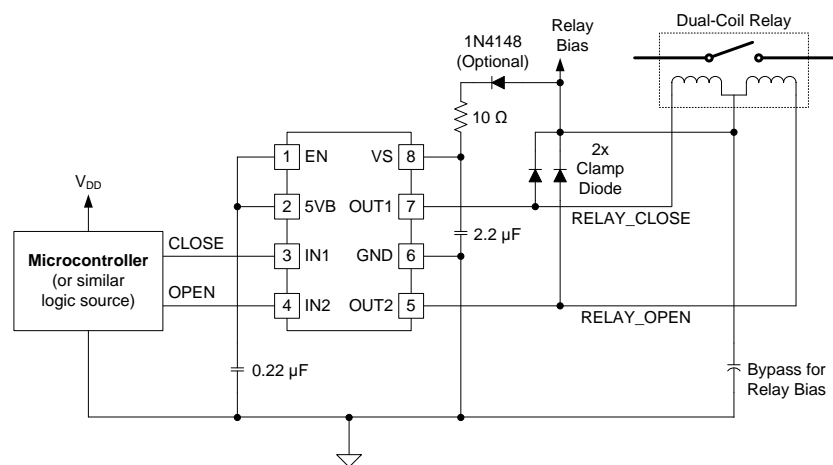 Dual-Coil Relay
Relay
Bias
1N4148
(Optional)
10 Ω
1 EN VS 8
2x
Clamp
Diode
V_DD
2 5VB OUT1 7
RELAY_CLOSE
2.2 µF
CLOSE
3 IN1 GND 6
Microcontroller
(or similar
logic source)
OPEN
4 IN2 OUT2 5
RELAY_OPEN
0.22 µF
Bypass for
Relay Bias